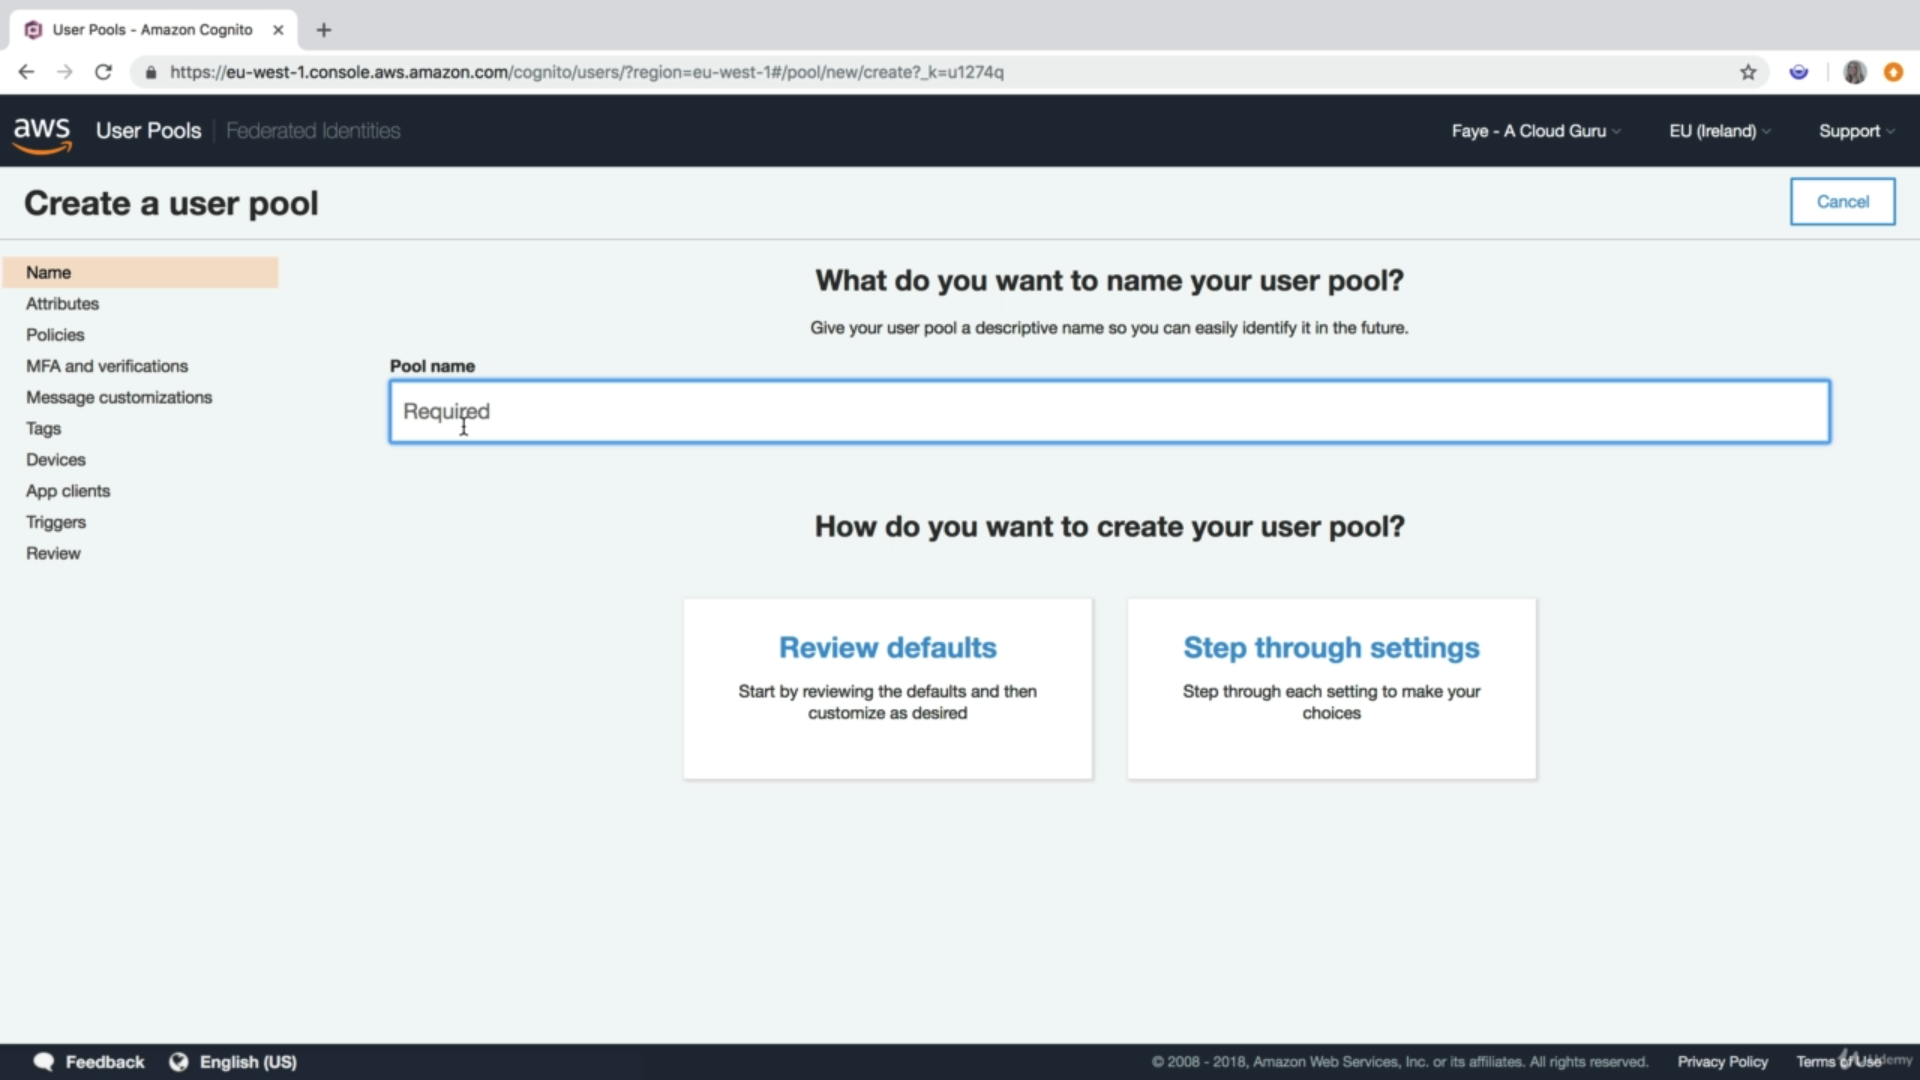 User Pools - Amazon Cognito
https://eu-west-1.console.aws.amazon.com/cognito/users/?region=eu-west-1#/pool/new/create?_k=u1274q
aws User Pools Federated Identities Faye - A Cloud Guru EU (Ireland) Support
Create a user pool Cancel
Name
Attributes
Policies
MFA and verifications
Message customizations
Tags
Devices
App clients
Triggers
Review
What do you want to name your user pool?
Give your user pool a descriptive name so you can easily identify it in the future.
Pool name
Required
How do you want to create your user pool?
Review defaults
Start by reviewing the defaults and then
customize as desired
Step through settings
Step through each setting to make your
choices
Feedback English (US) © 2008 - 2018, Amazon Web Services, Inc. or its affiliates. All rights reserved. Privacy Policy Terms of Use